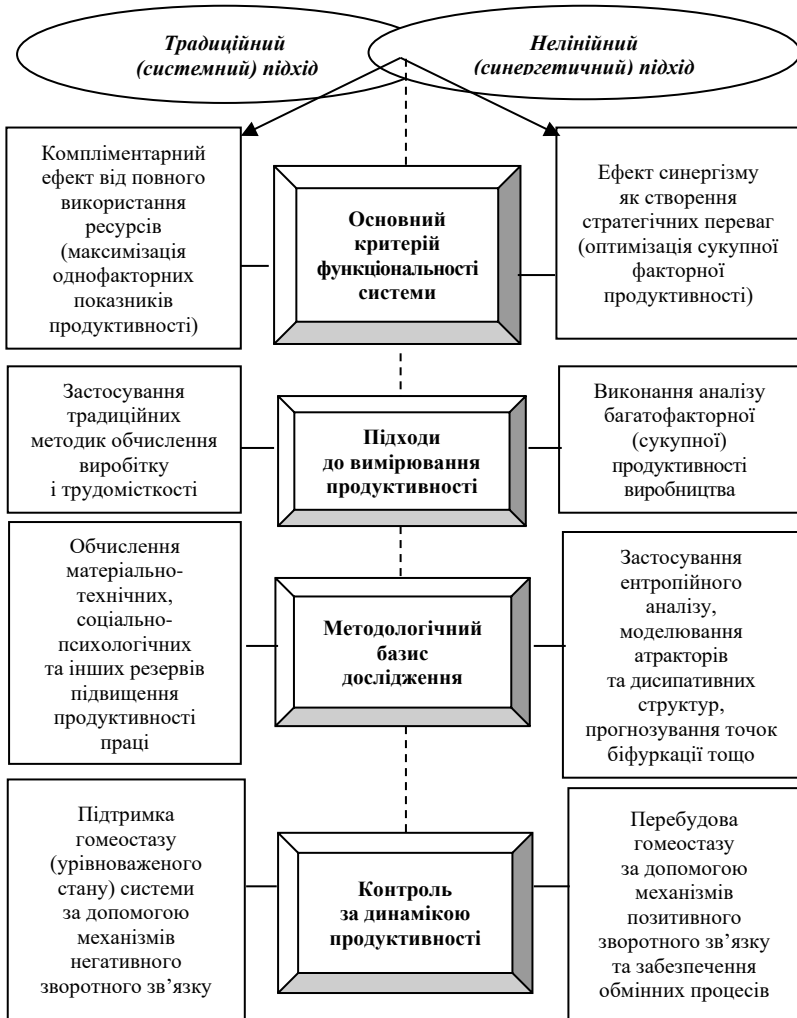 Традиційний
(системний) підхід
Нелінійний
(синергетичний) підхід
Компліментарний
ефект від повного
використання
ресурсів
(максимізація
однофакторних
показників
продуктивності)
Основний
критерій
функціональності
системи
Ефект синергізму
як створення
стратегічних переваг
(оптимізація сукупної
факторної
продуктивності)
Застосування
традиційних
методик обчислення
виробітку
і трудомісткості
Підходи
до вимірювання
продуктивності
Виконання аналізу
багатофакторної
(сукупної)
продуктивності
виробництва
Обчислення
матеріально-
технічних,
соціально-
психологічних
та інших резервів
підвищення
продуктивності
праці
Методологічний
базис
дослідження
Застосування
ентропійного
аналізу,
моделювання
атракторів
та дисипативних
структур,
прогнозування точок
біфуркації тощо
Підтримка
гомеостазу
(урівноваженого
стану) системи
за допомогою
механізмів
негативного
зворотного зв’язку
Контроль
за динамікою
продуктивності
Перебудова
гомеостазу
за допомогою
механізмів
позитивного
зворотного зв’язку
та забезпечення
обмінних процесів